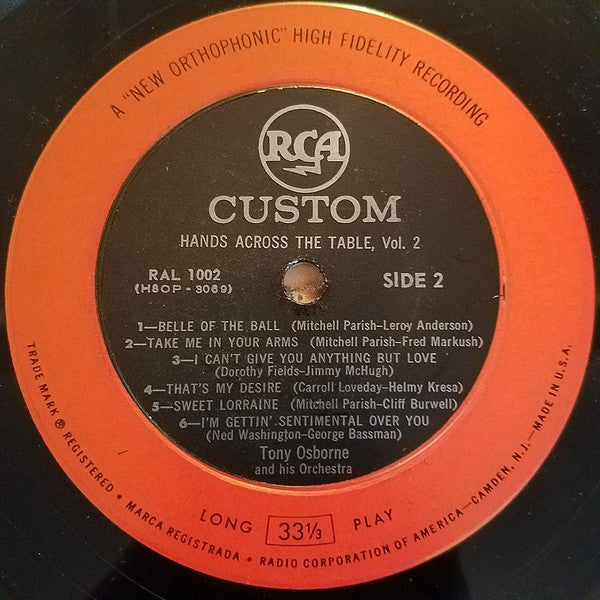 A "NEW ORTHOPHONIC" HIGH FIDELITY RECORDING
RCA
CUSTOM
HANDS ACROSS THE TABLE, Vol. 2
RAL 1002
(H8OP-3069)
SIDE 2
1—BELLE OF THE BALL (Mitchell Parish-Leroy Anderson)
2—TAKE ME IN YOUR ARMS (Mitchell Parish-Fred Markush)
3—I CAN'T GIVE YOU ANYTHING BUT LOVE
(Dorothy Fields-Jimmy McHugh)
4—THAT'S MY DESIRE (Carroll Loveday-Helmy Kresa)
5—SWEET LORRAINE (Mitchell Parish-Cliff Burwell)
6—I'M GETTIN' SENTIMENTAL OVER YOU
(Ned Washington-George Bassman)
Tony Osborne
and his Orchestra
LONG 33⅓ PLAY
TRADE MARK ® REGISTERED • MARCA REGISTRADA • RADIO CORPORATION OF AMERICA—CAMDEN, N.J.—MADE IN U.S.A.